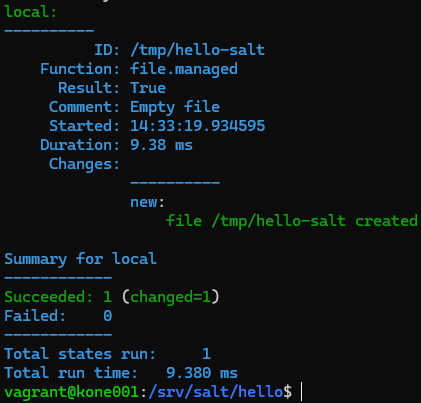 local:
----------
          ID: /tmp/hello-salt
    Function: file.managed
      Result: True
     Comment: Empty file
     Started: 14:33:19.934595
    Duration: 9.38 ms
     Changes:
              ----------
              new:
                  file /tmp/hello-salt created
Summary for local
------------
Succeeded: 1 (changed=1)
Failed:    0
------------
Total states run:     1
Total run time:   9.380 ms
vagrant@kone001:/srv/salt/hello$